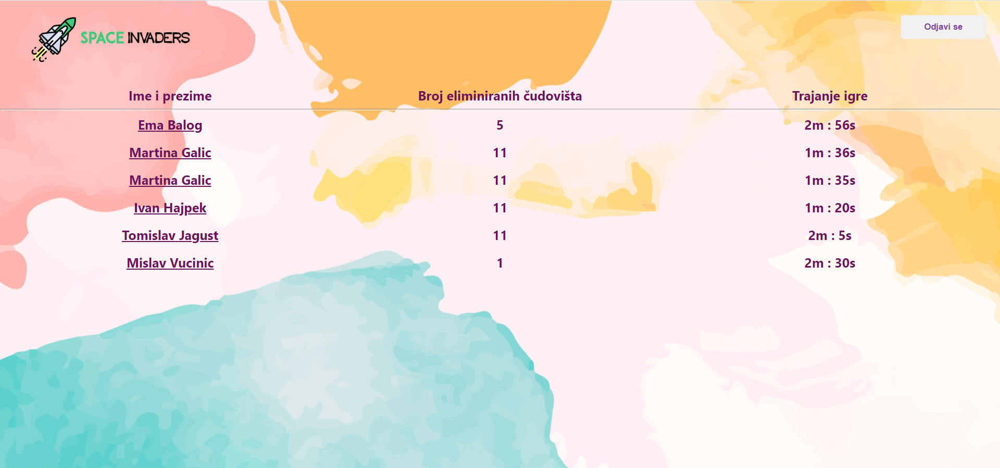 SPACE INVADERS
Odjavi se
Ime i prezime Broj eliminiranih čudovišta Trajanje igre
Ema Balog 5 2m : 56s
Martina Galic 11 1m : 36s
Martina Galic 11 1m : 35s
Ivan Hajpek 11 1m : 20s
Tomislav Jagust 11 2m : 5s
Mislav Vucinic 1 2m : 30s